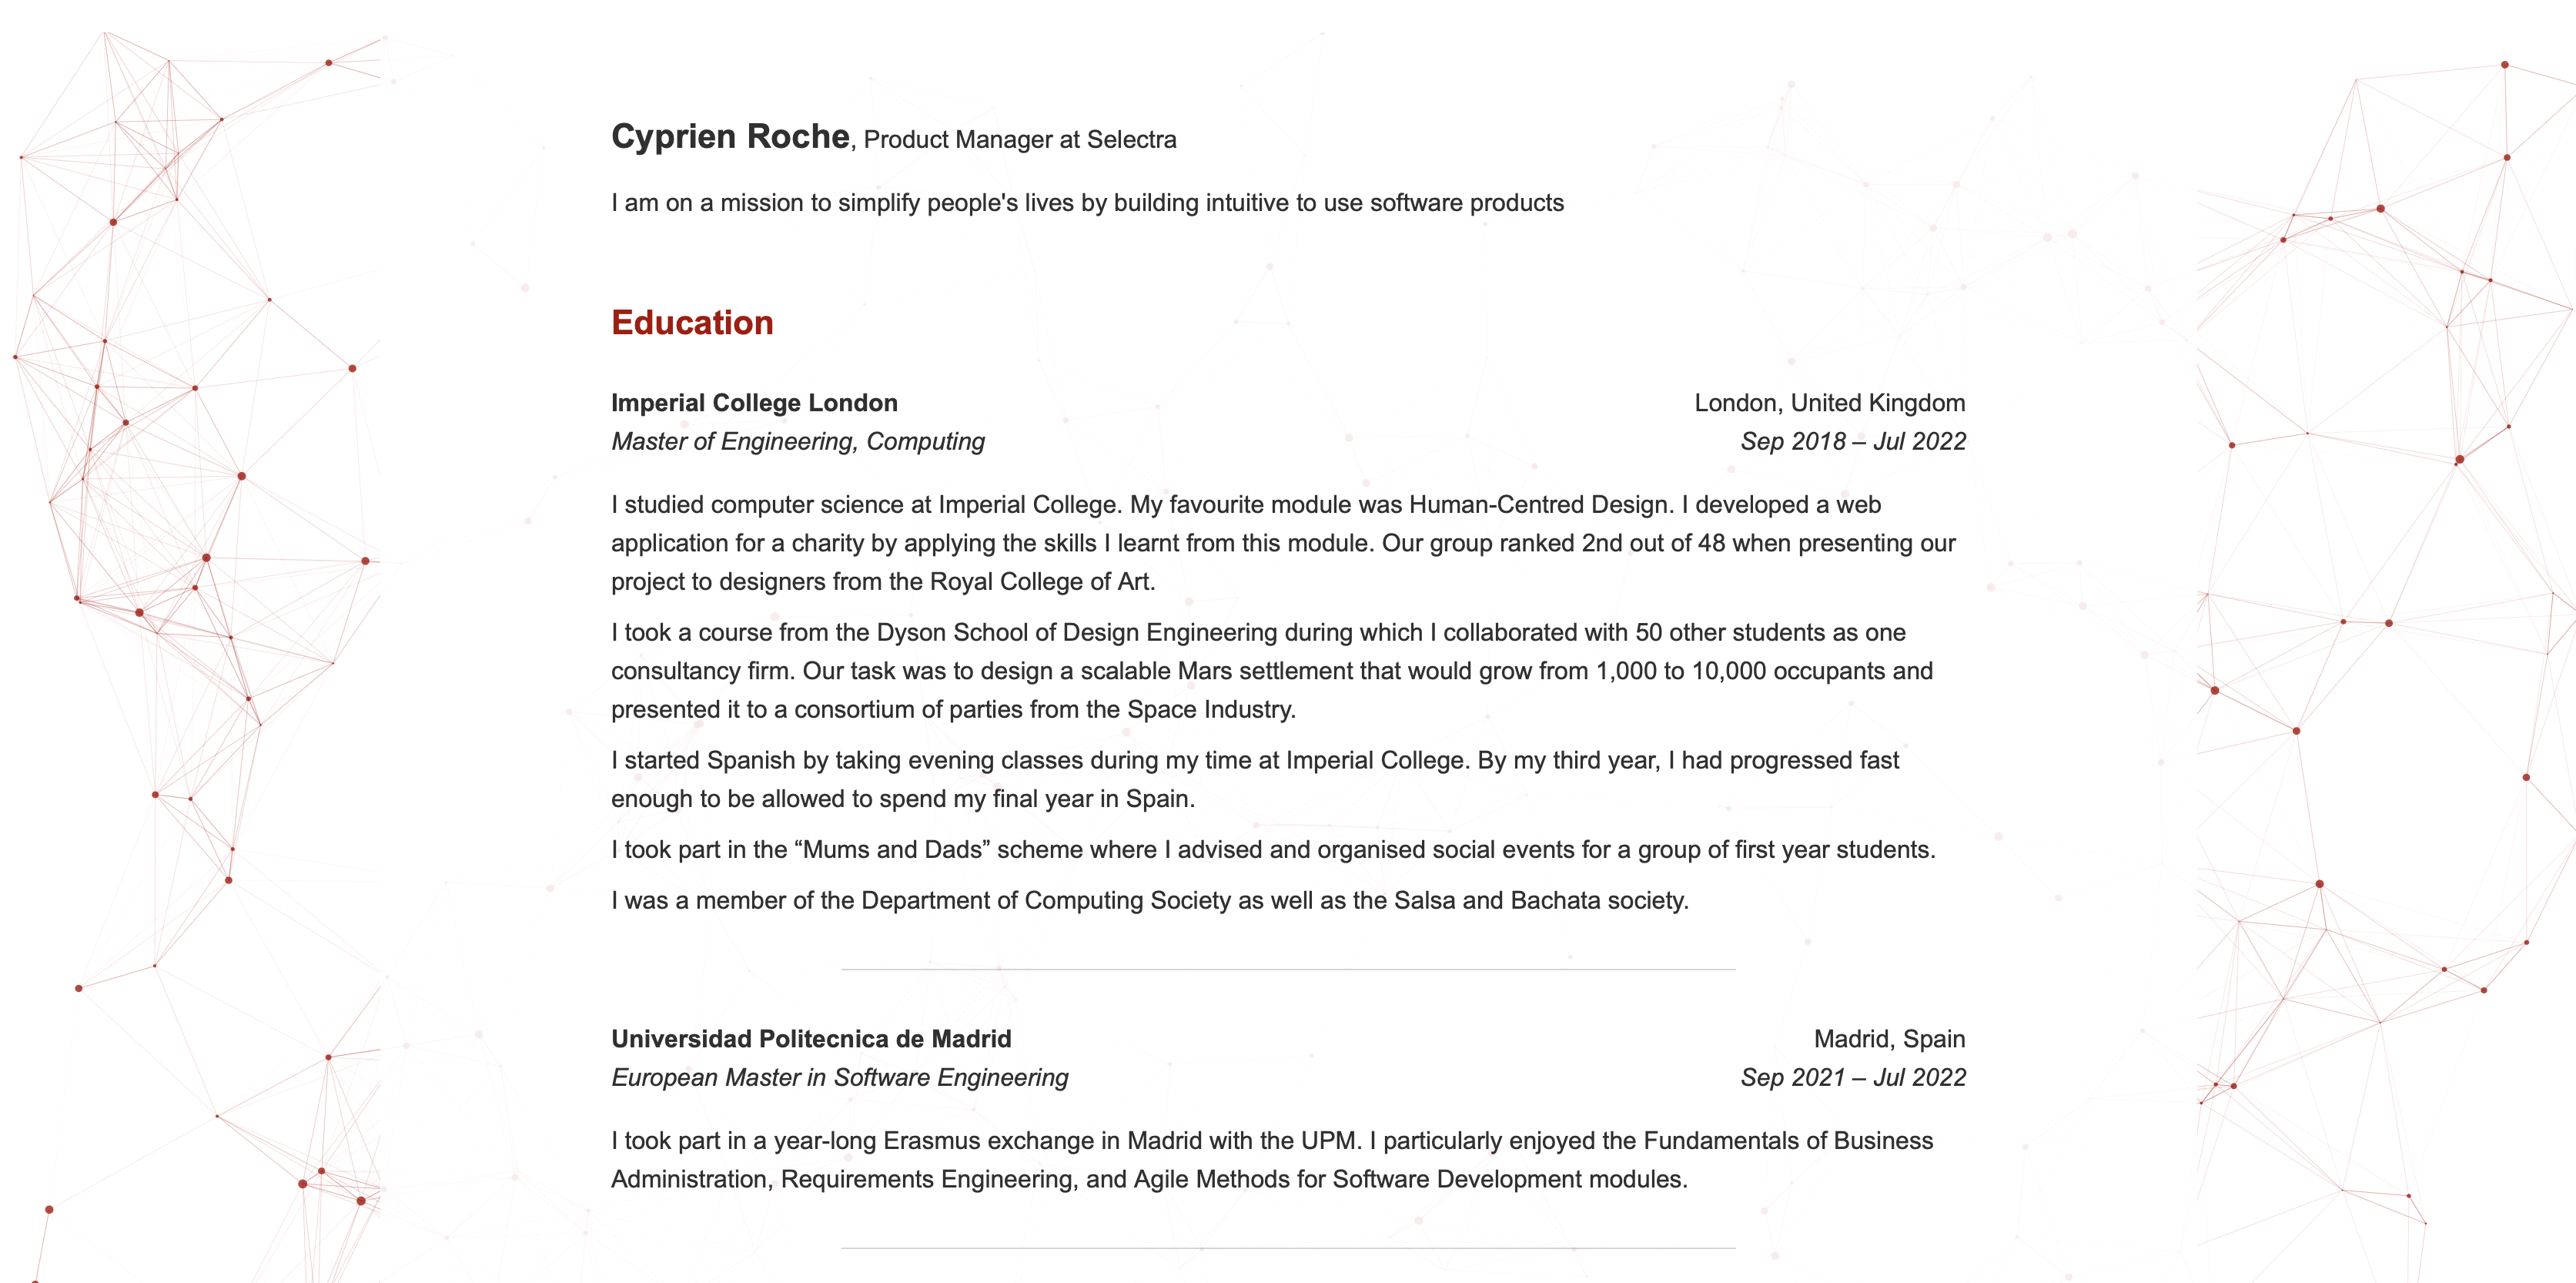 Cyprien Roche, Product Manager at Selectra
I am on a mission to simplify people's lives by building intuitive to use software products
Education
Imperial College London London, United Kingdom
Master of Engineering, Computing Sep 2018 – Jul 2022
I studied computer science at Imperial College. My favourite module was Human-Centred Design. I developed a web
application for a charity by applying the skills I learnt from this module. Our group ranked 2nd out of 48 when presenting our
project to designers from the Royal College of Art.
I took a course from the Dyson School of Design Engineering during which I collaborated with 50 other students as one
consultancy firm. Our task was to design a scalable Mars settlement that would grow from 1,000 to 10,000 occupants and
presented it to a consortium of parties from the Space Industry.
I started Spanish by taking evening classes during my time at Imperial College. By my third year, I had progressed fast
enough to be allowed to spend my final year in Spain.
I took part in the “Mums and Dads” scheme where I advised and organised social events for a group of first year students.
I was a member of the Department of Computing Society as well as the Salsa and Bachata society.
Universidad Politecnica de Madrid Madrid, Spain
European Master in Software Engineering Sep 2021 – Jul 2022
I took part in a year-long Erasmus exchange in Madrid with the UPM. I particularly enjoyed the Fundamentals of Business
Administration, Requirements Engineering, and Agile Methods for Software Development modules.